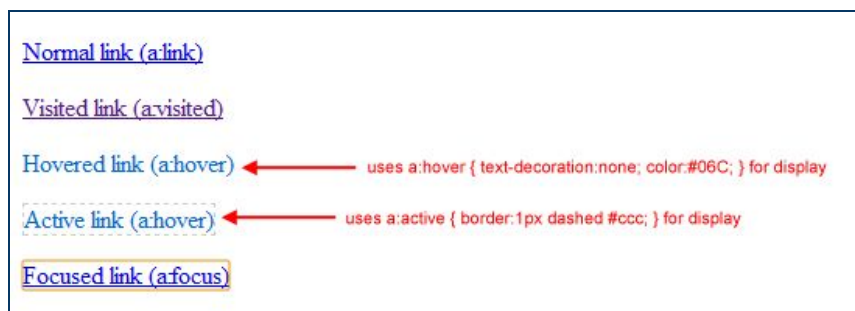 Normal link (a:link)
Visited link (a:visited)
Hovered link (a:hover) uses a:hover { text-decoration:none; color:#06C; } for display
Active link (a:hover) uses a:active { border:1px dashed #ccc; } for display
Focused link (a:focus)